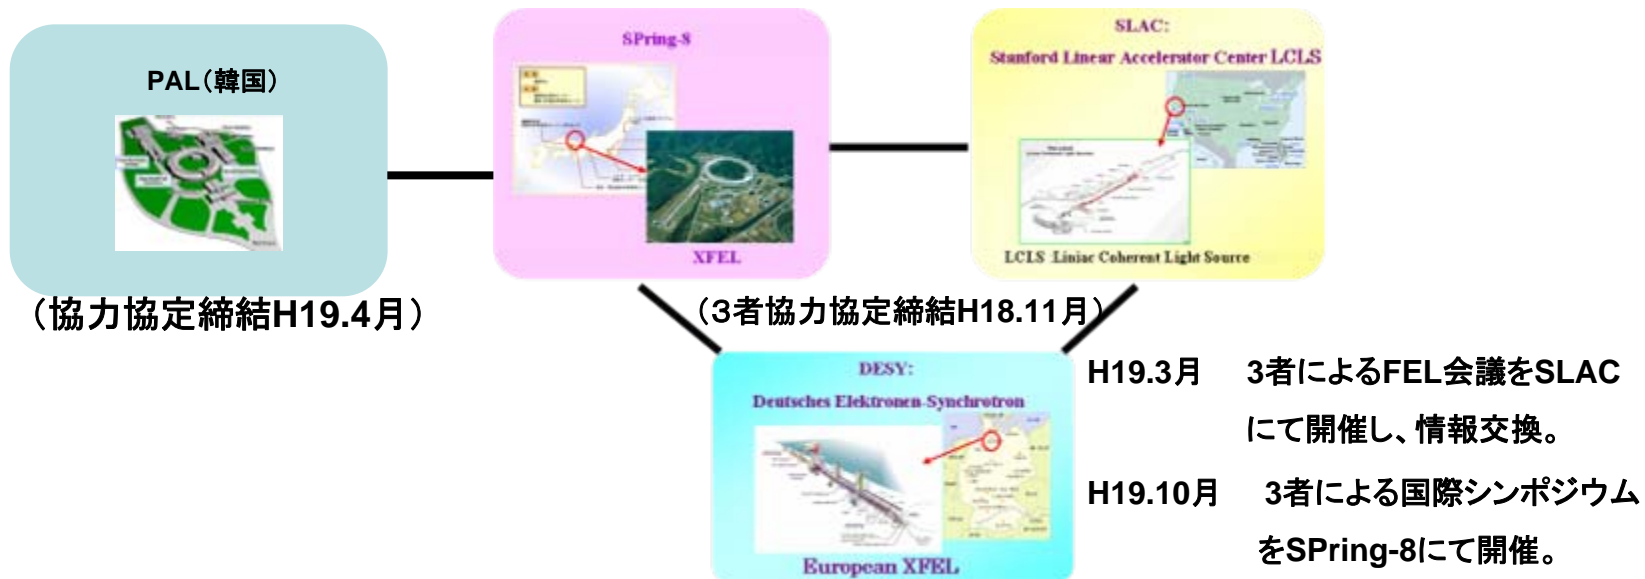 PAL（韓国）
（協力協定締結H19.4月）
SPring-8
XFEL
SLAC:
Stanford Linear Accelerator Center LCLS
LCLS :Liniac Coherent Light Source
（３者協力協定締結H18.11月）
DESY:
Deutsches Elektronen-Synchrotron
European XFEL
H19.3月 3者によるFEL会議をSLAC
にて開催し、情報交換。
H19.10月 3者による国際シンポジウム
をSPring-8にて開催。